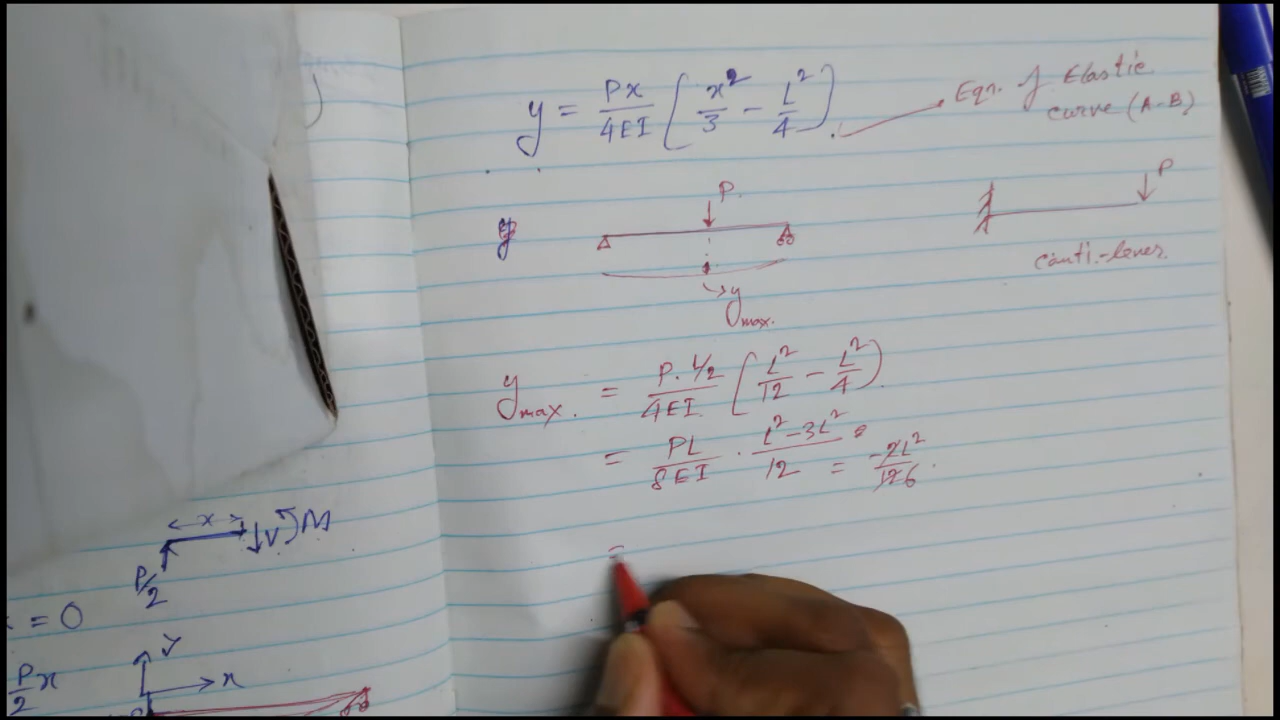 y = Px/4EI [x²/3 - L²/4].
Eqn. of Elastic
curve (A-B)
P.
P
y
ymax.
canti-lever.
ymax. = P. L/2 / 4EI. [L²/12 - L²/4].
= PL/8EI . L²-3L²/12 = -2L²/12 6.
=
x
V M
P/2
= 0
P/2 x
Y
x